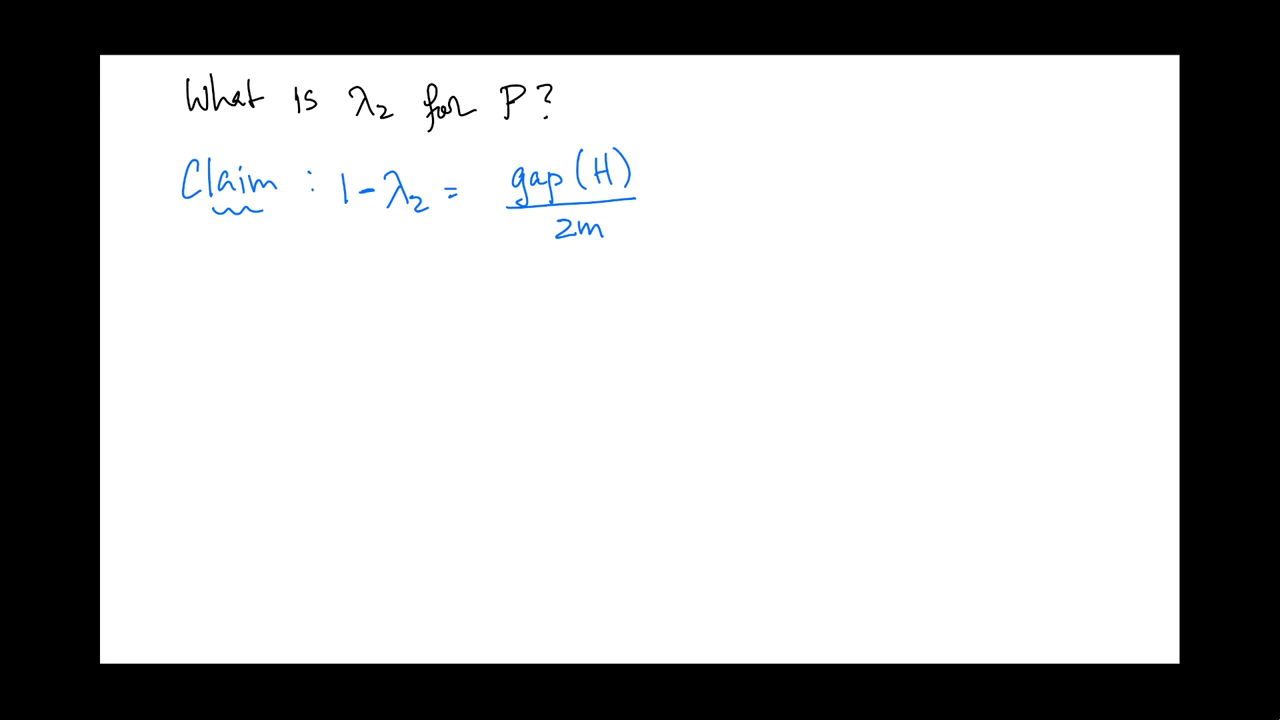 What is λ₂ for P?
Claim : 1 - λ₂ = gap(H) / 2m